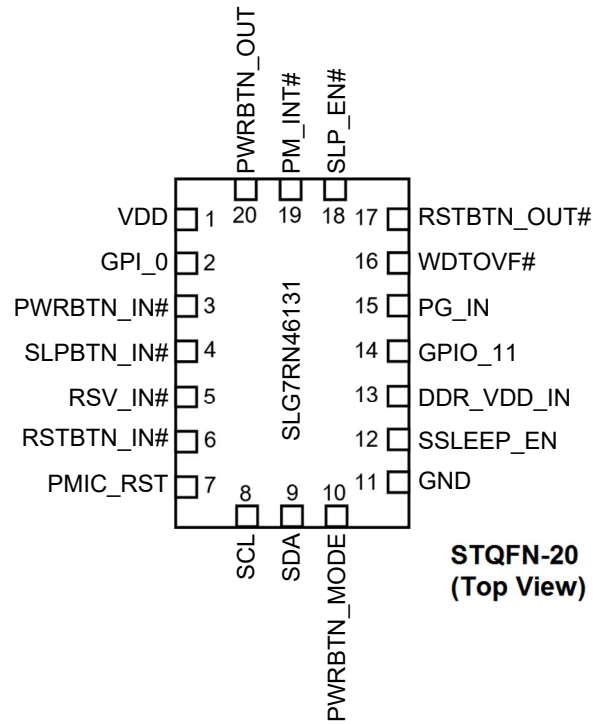 PWRBTN_OUT
PM_INT#
SLP_EN#
20
19
18
VDD
1
GPI_0
2
PWRBTN_IN#
3
SLPBTN_IN#
4
RSV_IN#
5
RSTBTN_IN#
6
PMIC_RST
7
SLG7RN46131
17
RSTBTN_OUT#
16
WDTOVF#
15
PG_IN
14
GPIO_11
13
DDR_VDD_IN
12
SSLEEP_EN
11
GND
8
9
10
SCL
SDA
PWRBTN_MODE
STQFN-20
(Top View)